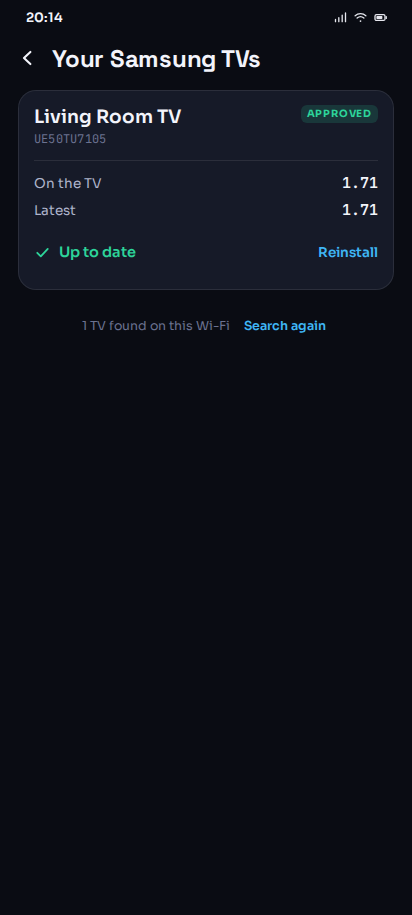 20:14
Your Samsung TVs
Living Room TV
APPROVED
UE50TU7105
On the TV 1.71
Latest 1.71
Up to date Reinstall
1 TV found on this Wi-Fi Search again